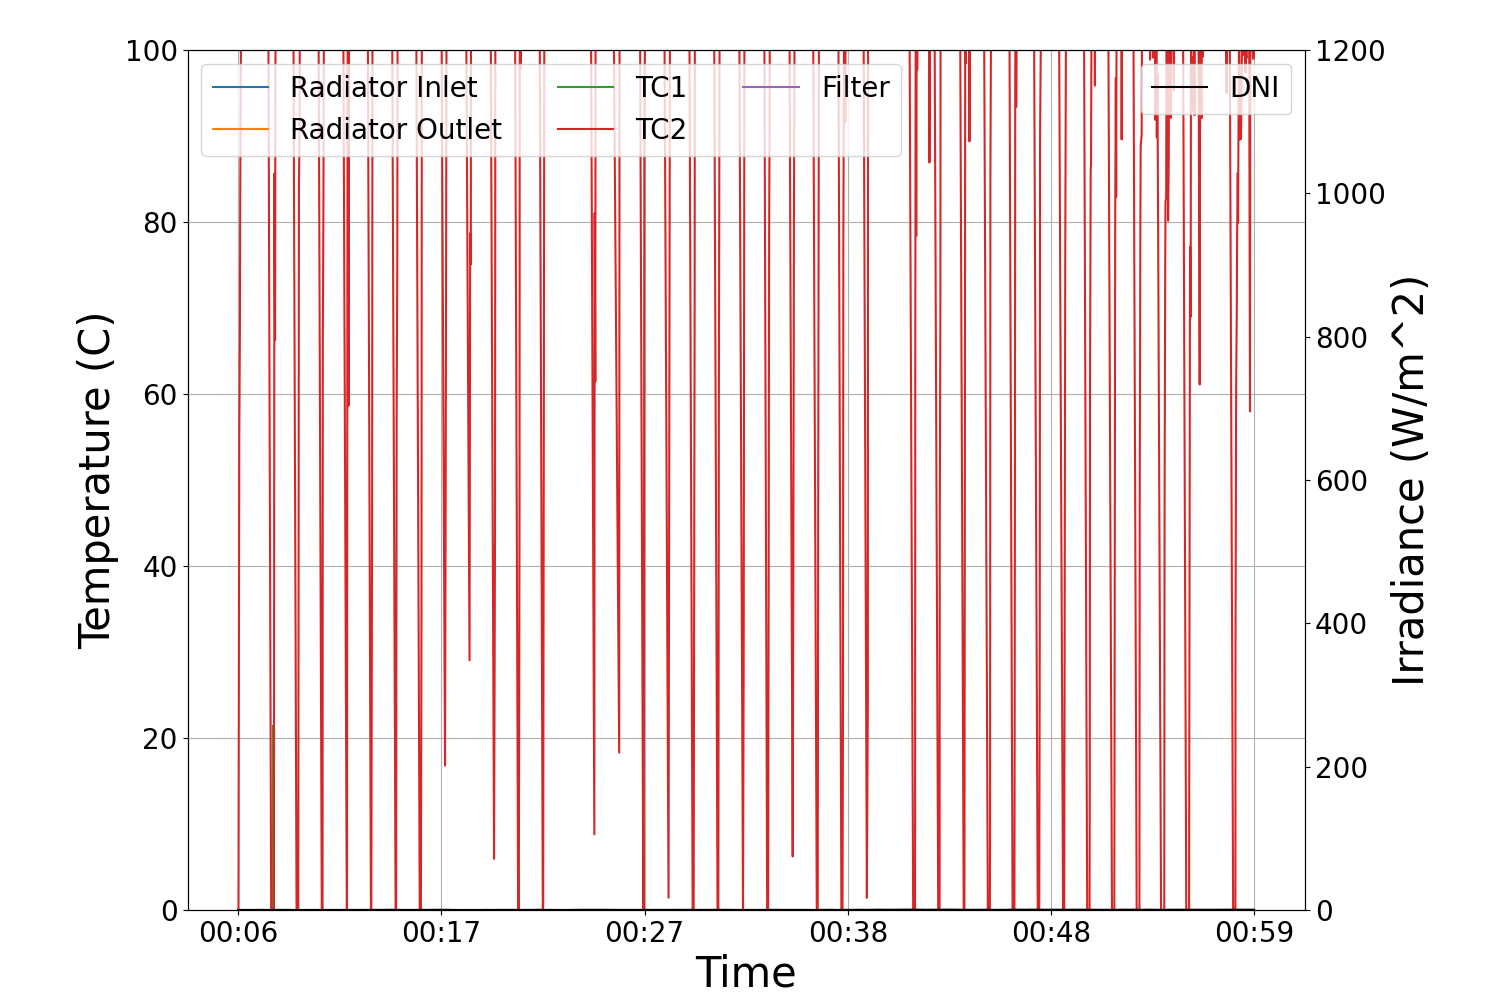 Radiator Inlet
Radiator Outlet
TC1
TC2
Filter
DNI
Temperature (C)
100
80
60
40
20
0
Irradiance (W/m^2)
1200
1000
800
600
400
200
0
00:06 00:17 00:27 00:38 00:48 00:59
Time